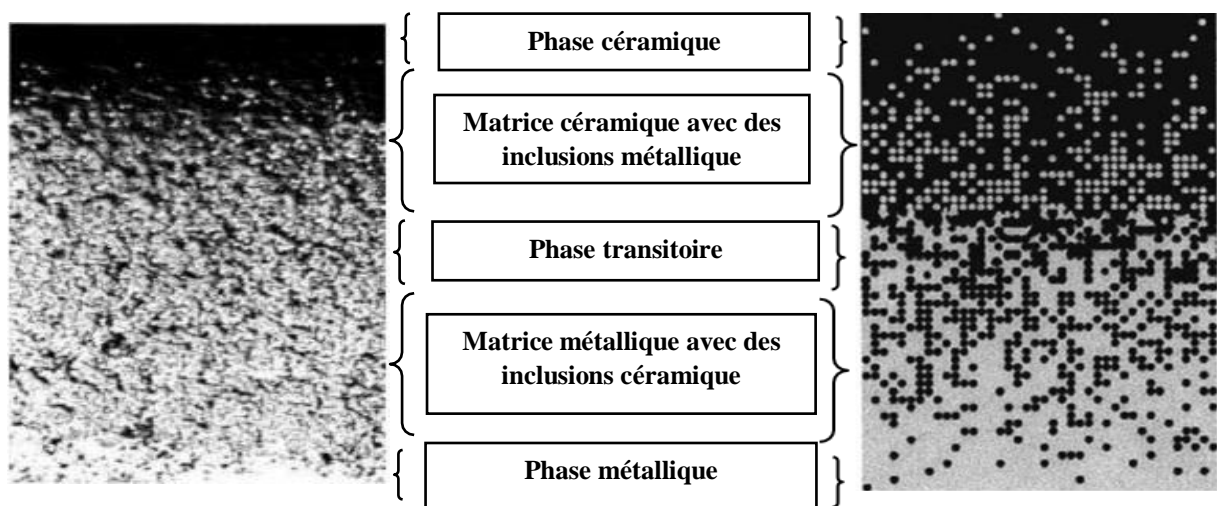 Phase céramique
Matrice céramique avec des
inclusions métallique
Phase transitoire
Matrice métallique avec des
inclusions céramique
Phase métallique